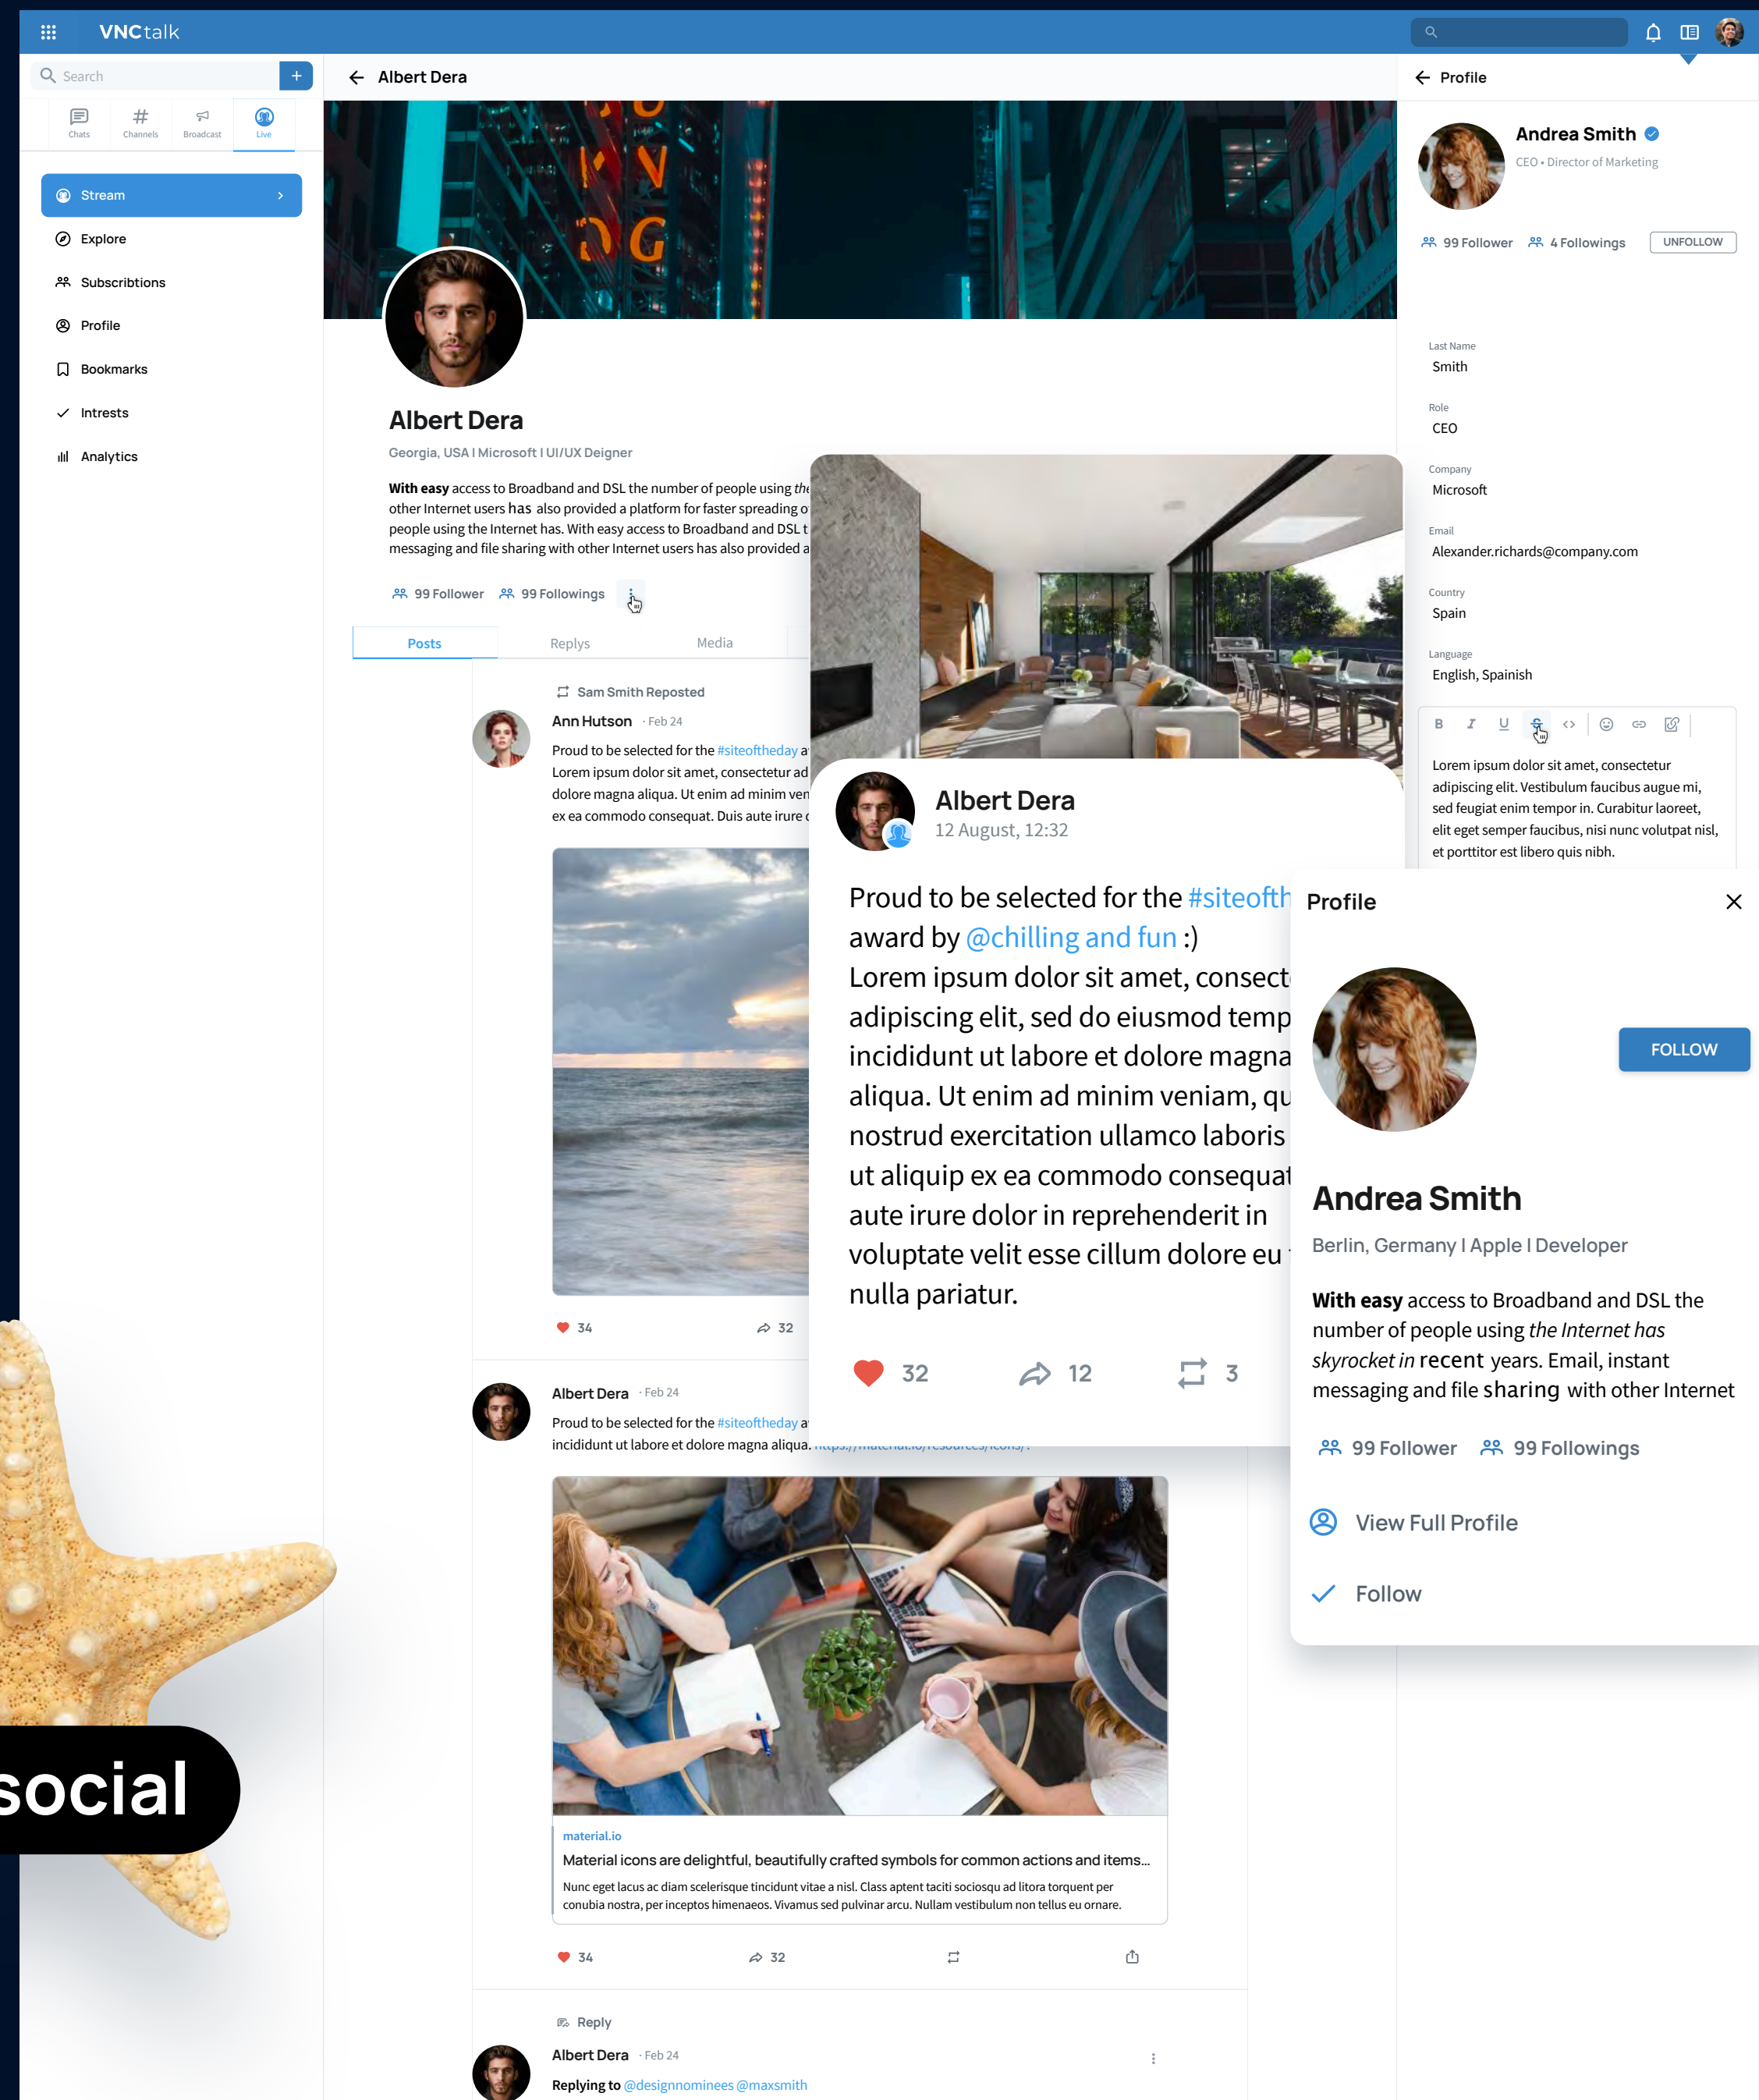 VNCtalk
Search
+
Chats
Channels
Broadcast
Live
Stream
Explore
Subscribtions
Profile
Bookmarks
Intrests
Analytics
Albert Dera
Albert Dera
Georgia, USA I Microsoft I UI/UX Deigner
With easy access to Broadband and DSL the number of people using the
other Internet users has also provided a platform for faster spreading
people using the Internet has. With easy access to Broadband and DSL
messaging and file sharing with other Internet users has also provided a
99 Follower
99 Followings
Posts
Replys
Media
Sam Smith Reposted
Ann Hutson · Feb 24
Proud to be selected for the #siteoftheday
Lorem ipsum dolor sit amet, consectetur ad
dolore magna aliqua. Ut enim ad minim ven
ex ea commodo consequat. Duis aute irure
34
32
Albert Dera · Feb 24
Proud to be selected for the #siteoftheday
incididunt ut labore et dolore magna aliqua. https://material.io/resources/icons/?
material.io
Material icons are delightful, beautifully crafted symbols for common actions and items...
Nunc eget lacus ac diam scelerisque tincidunt vitae a nisl. Class aptent taciti sociosqu ad litora torquent per
conubia nostra, per inceptos himenaeos. Vivamus sed pulvinar arcu. Nullam vestibulum non tellus eu ornare.
34
32
Reply
Albert Dera · Feb 24
Replying to @designnominees @maxsmith
Albert Dera
12 August, 12:32
Proud to be selected for the #siteofth
award by @chilling and fun :)
Lorem ipsum dolor sit amet, consect
adipiscing elit, sed do eiusmod temp
incididunt ut labore et dolore magna
aliqua. Ut enim ad minim veniam, qu
nostrud exercitation ullamco laboris
ut aliquip ex ea commodo consequat
aute irure dolor in reprehenderit in
voluptate velit esse cillum dolore eu
nulla pariatur.
32
12
3
Profile
Andrea Smith
CEO • Director of Marketing
99 Follower
4 Followings
UNFOLLOW
Last Name
Smith
Role
CEO
Company
Microsoft
Email
Alexander.richards@company.com
Country
Spain
Language
English, Spainish
B I U S <>
Lorem ipsum dolor sit amet, consectetur
adipiscing elit. Vestibulum faucibus augue mi,
sed feugiat enim tempor in. Curabitur laoreet,
elit eget semper faucibus, nisi nunc volutpat nisl,
et porttitor est libero quis nibh.
Profile
FOLLOW
Andrea Smith
Berlin, Germany I Apple I Developer
With easy access to Broadband and DSL the
number of people using the Internet has
skyrocket in recent years. Email, instant
messaging and file sharing with other Internet
99 Follower
99 Followings
View Full Profile
Follow
social